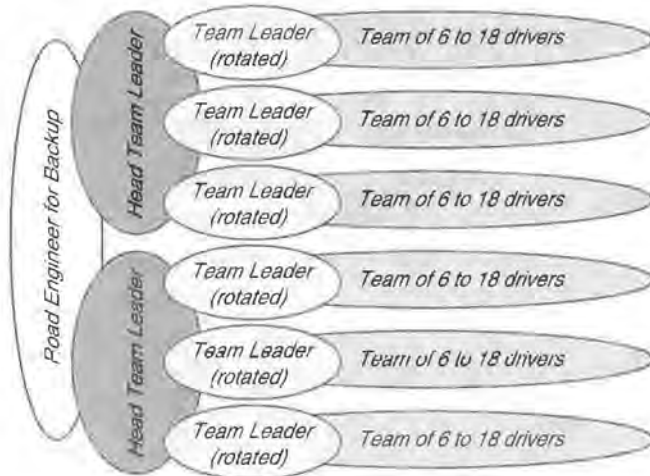 Poad Engineer for Backup
Head Team Leader
Team Leader
(rotated)
Team of 6 to 18 drivers
Team Leader
(rotated)
Team of 6 to 18 drivers
Team Leader
(rotated)
Team of 6 to 18 drivers
Head Team Leader
Team Leader
(rotated)
Team of 6 to 18 drivers
Team Leader
(rotated)
Team of 6 to 18 drivers
Team Leader
(rotated)
Team of 6 to 18 drivers